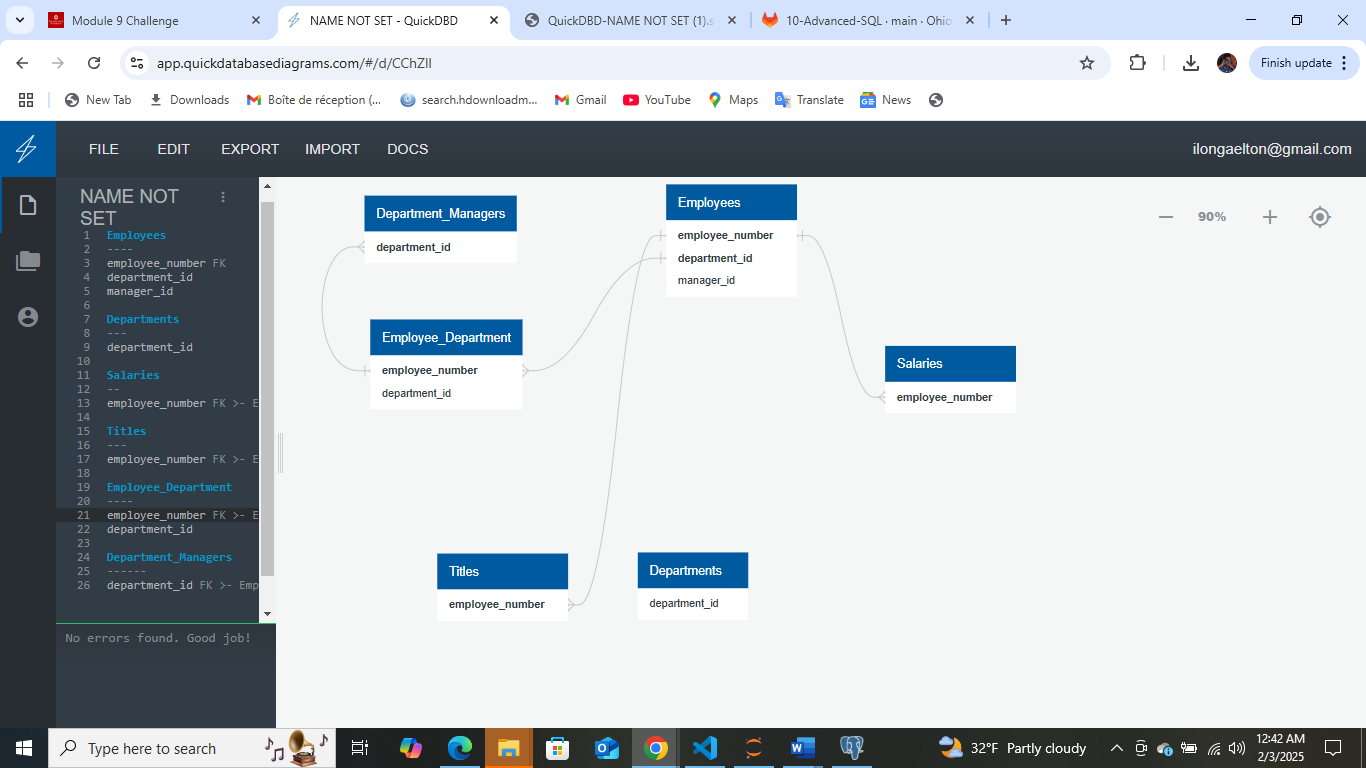 Module 9 Challenge
NAME NOT SET - QuickDBD
QuickDBD-NAME NOT SET (1).s
10-Advanced-SQL · main · Ohio
app.quickdatabasediagrams.com/#/d/CChZlI
Finish update
New Tab
Downloads
Boîte de réception (...
search.hdownloadm...
Gmail
YouTube
Maps
Translate
News
FILE
EDIT
EXPORT
IMPORT
DOCS
ilongaelton@gmail.com
NAME NOT
SET
1 Employees
2 ----
3 employee_number FK
4 department_id
5 manager_id
6
7 Departments
8 ---
9 department_id
10
11 Salaries
12 --
13 employee_number FK >- E
14
15 Titles
16 ---
17 employee_number FK >- E
18
19 Employee_Department
20 ----
21 employee_number FK >- E
22 department_id
23
24 Department_Managers
25 ------
26 department_id FK >- Emp
No errors found. Good job!
Department_Managers
department_id
Employees
employee_number
department_id
manager_id
90%
Employee_Department
employee_number
department_id
Salaries
employee_number
Titles
employee_number
Departments
department_id
Type here to search
32°F Partly cloudy
12:42 AM
2/3/2025